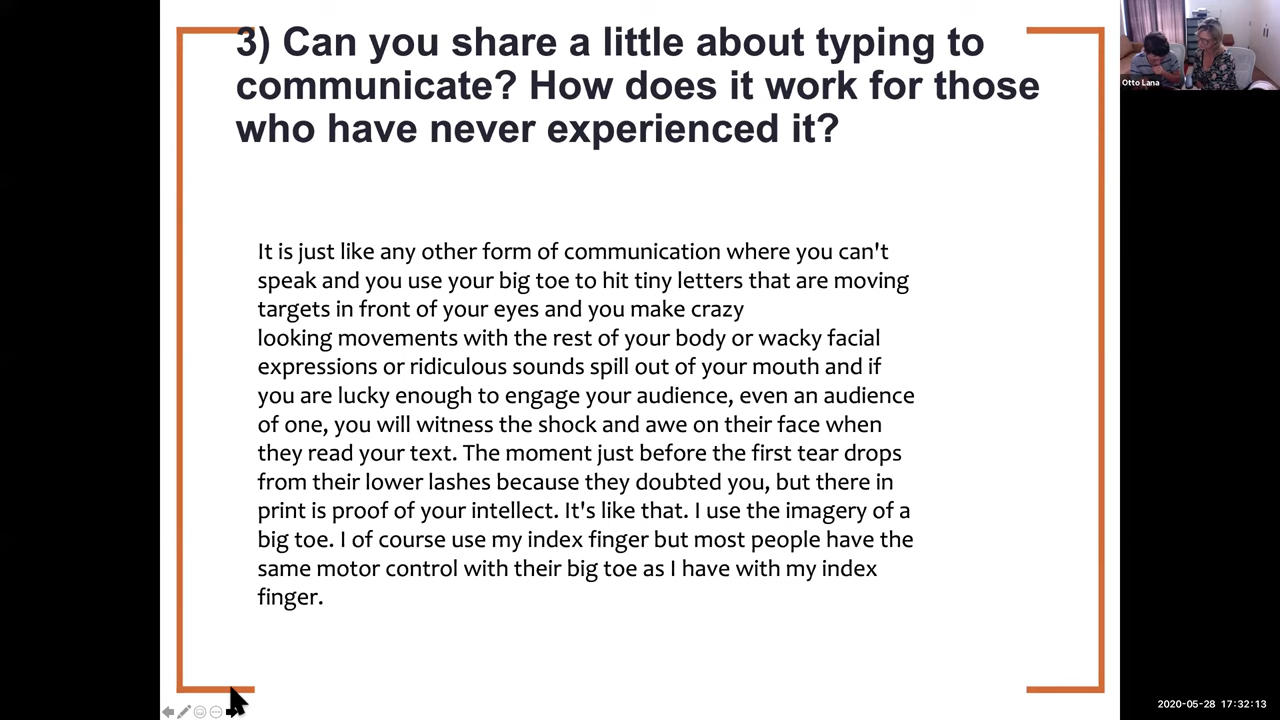 3) Can you share a little about typing to
communicate? How does it work for those
who have never experienced it?
It is just like any other form of communication where you can't
speak and you use your big toe to hit tiny letters that are moving
targets in front of your eyes and you make crazy
looking movements with the rest of your body or wacky facial
expressions or ridiculous sounds spill out of your mouth and if
you are lucky enough to engage your audience, even an audience
of one, you will witness the shock and awe on their face when
they read your text. The moment just before the first tear drops
from their lower lashes because they doubted you, but there in
print is proof of your intellect. It's like that. I use the imagery of a
big toe. I of course use my index finger but most people have the
same motor control with their big toe as I have with my index
finger.
Otto Lana
2020-05-28 17:32:13